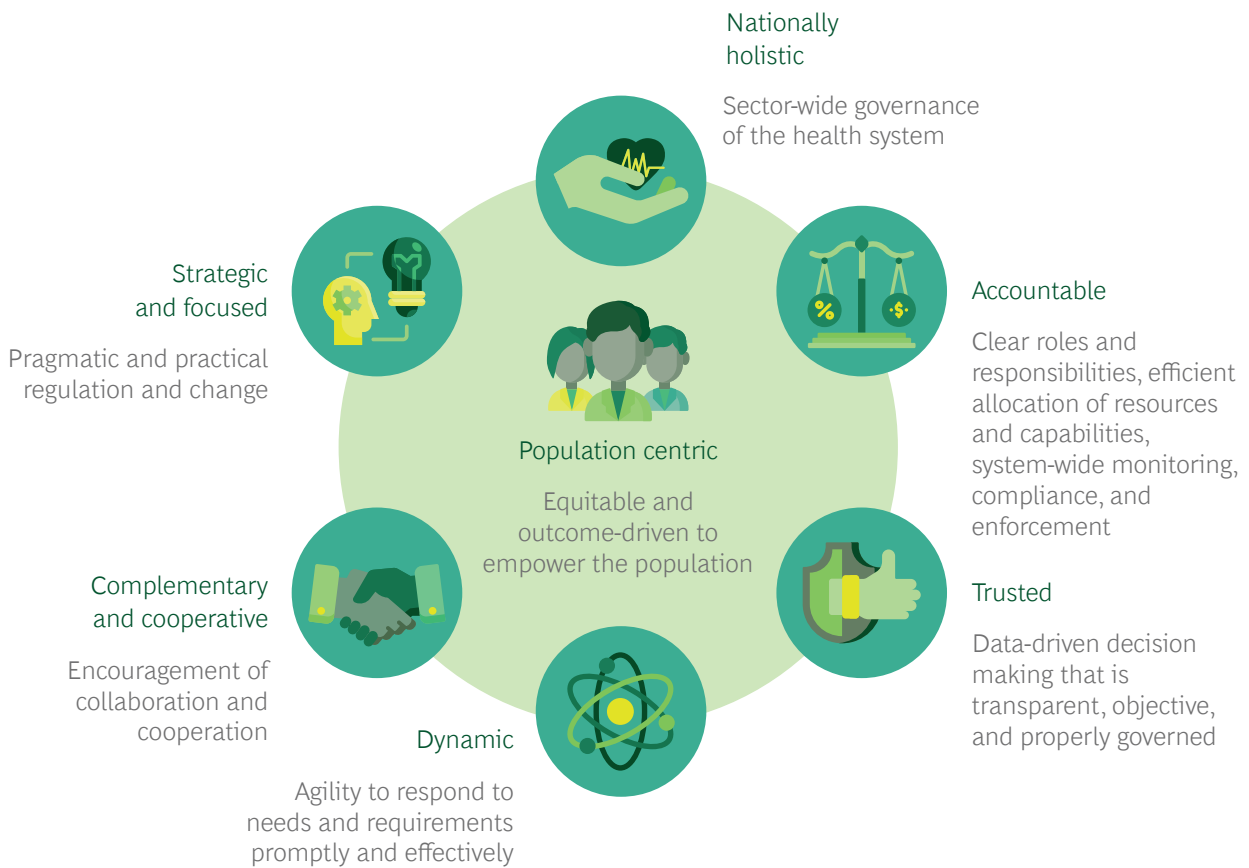 Nationally
holistic
Sector-wide governance
of the health system
Accountable
Clear roles and
responsibilities, efficient
allocation of resources
and capabilities,
system-wide monitoring,
compliance, and
enforcement
%
$
Trusted
Data-driven decision
making that is
transparent, objective,
and properly governed
Dynamic
Agility to respond to
needs and requirements
promptly and effectively
Complementary
and cooperative
Encouragement of
collaboration and
cooperation
Strategic
and focused
Pragmatic and practical
regulation and change
Population centric
Equitable and
outcome-driven to
empower the population